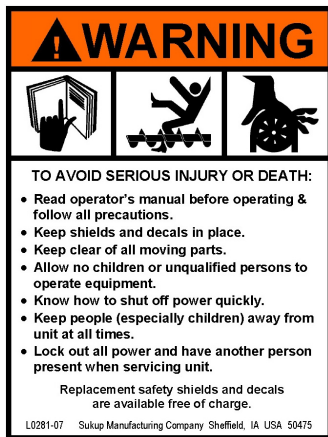 WARNING
TO AVOID SERIOUS INJURY OR DEATH:
• Read operator's manual before operating &
follow all precautions.
• Keep shields and decals in place.
• Keep clear of all moving parts.
• Allow no children or unqualified persons to
operate equipment.
• Know how to shut off power quickly.
• Keep people (especially children) away from
unit at all times.
• Lock out all power and have another person
present when servicing unit.
Replacement safety shields and decals
are available free of charge.
L0281-07 Sukup Manufacturing Company Sheffield, IA USA 50475